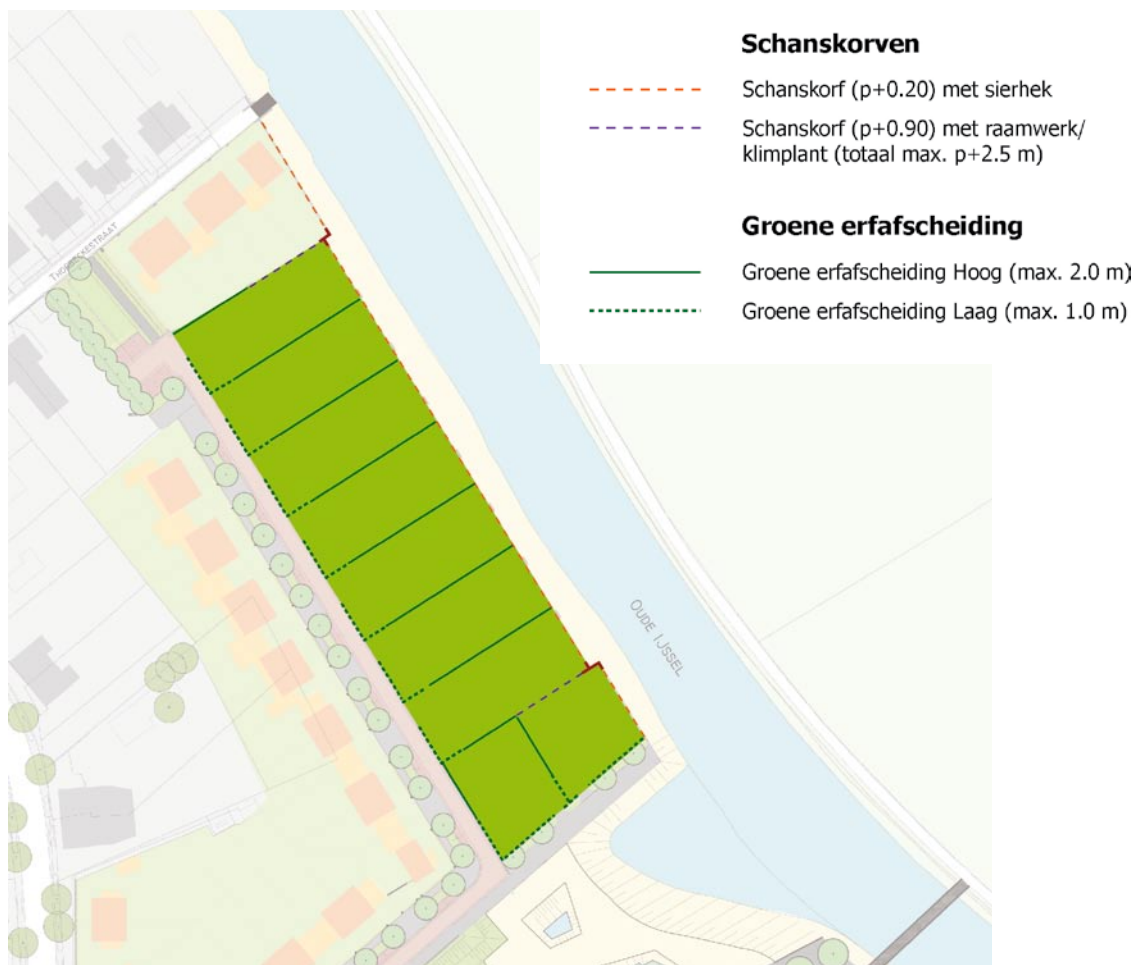 Schanskorven
Schanskorf (p+0.20) met sierhek
Schanskorf (p+0.90) met raamwerk/
klimplant (totaal max. p+2.5 m)
Groene erfafscheiding
Groene erfafscheiding Hoog (max. 2.0 m)
Groene erfafscheiding Laag (max. 1.0 m)
THORBECKESTRAAT
OUDE IJSSEL